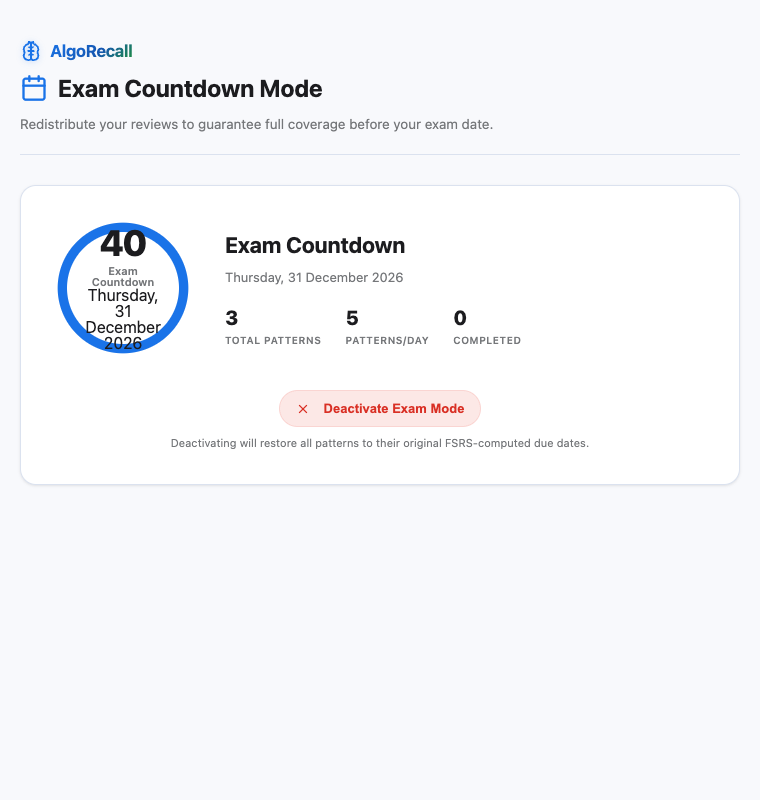 AlgoRecall
Exam Countdown Mode
Redistribute your reviews to guarantee full coverage before your exam date.
40
Exam
Countdown
Thursday,
31
December
2026
Exam Countdown
Thursday, 31 December 2026
3
TOTAL PATTERNS
5
PATTERNS/DAY
0
COMPLETED
Deactivate Exam Mode
Deactivating will restore all patterns to their original FSRS-computed due dates.